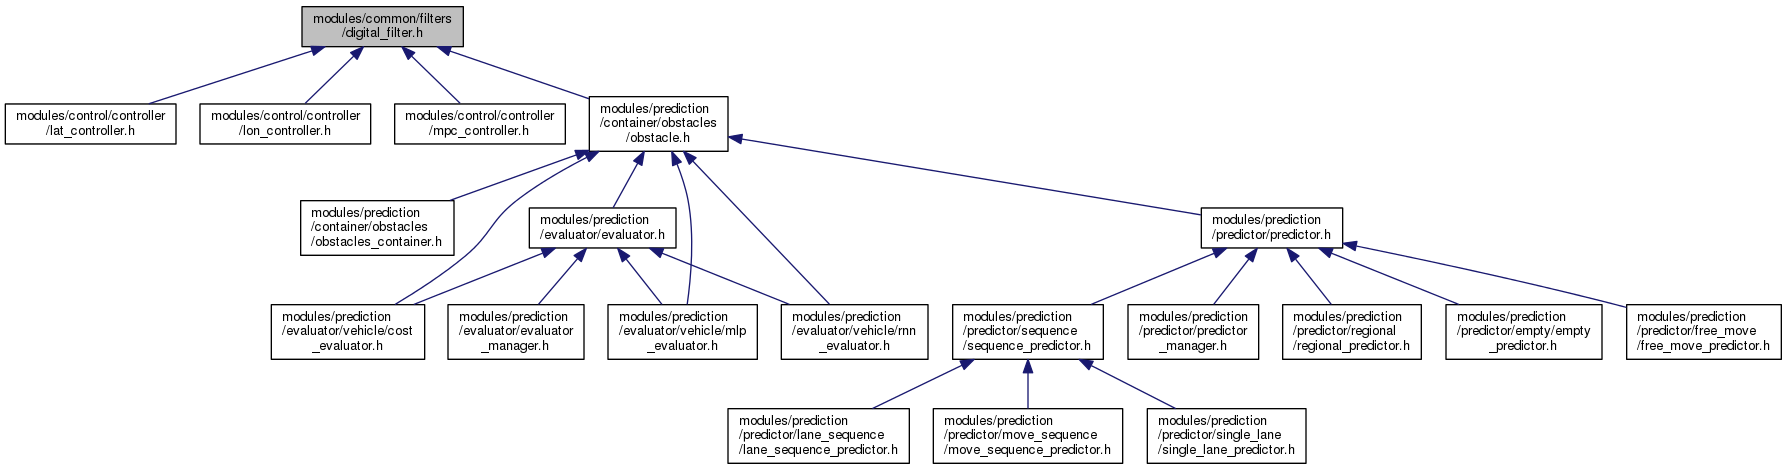 modules/common/filters
/digital_filter.h
modules/control/controller
/lat_controller.h
modules/control/controller
/lon_controller.h
modules/control/controller
/mpc_controller.h
modules/prediction
/container/obstacles
/obstacle.h
modules/prediction
/container/obstacles
/obstacles_container.h
modules/prediction
/evaluator/evaluator.h
modules/prediction
/predictor/predictor.h
modules/prediction
/evaluator/vehicle/cost
_evaluator.h
modules/prediction
/evaluator/evaluator
_manager.h
modules/prediction
/evaluator/vehicle/mlp
_evaluator.h
modules/prediction
/evaluator/vehicle/rnn
_evaluator.h
modules/prediction
/predictor/sequence
/sequence_predictor.h
modules/prediction
/predictor/predictor
_manager.h
modules/prediction
/predictor/regional
/regional_predictor.h
modules/prediction
/predictor/empty/empty
_predictor.h
modules/prediction
/predictor/free_move
/free_move_predictor.h
modules/prediction
/predictor/lane_sequence
/lane_sequence_predictor.h
modules/prediction
/predictor/move_sequence
/move_sequence_predictor.h
modules/prediction
/predictor/single_lane
/single_lane_predictor.h